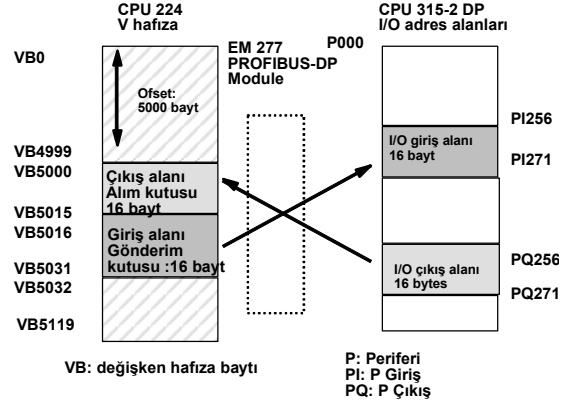 CPU 224
V hafıza
VB0
Ofset:
5000 bayt
VB4999
VB5000
Çıkış alanı
Alım kutusu
16 bayt
VB5015
VB5016
Giriş alanı
Gönderim
kutusu :16 bayt
VB5031
VB5032
VB5119
VB: değişken hafıza baytı
EM 277
PROFIBUS-DP
Module
CPU 315-2 DP
I/O adres alanları
P000
PI256
I/O giriş alanı
16 bayt
PI271
PQ256
I/O çıkış alanı
16 bytes
PQ271
P: Periferi
PI: P Giriş
PQ: P Çıkış